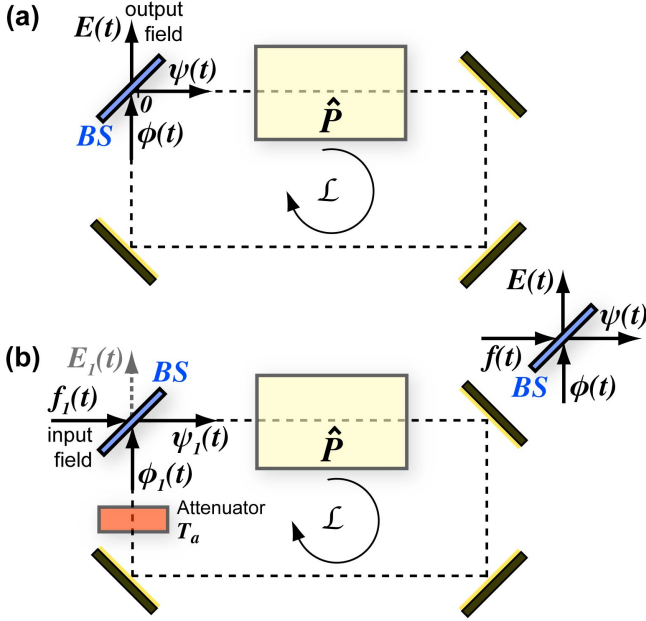 (a)
output
field
E(t)
ψ(t)
0
BS
ϕ(t)
P̂
ℒ
E(t)
ψ(t)
f(t)
BS
ϕ(t)
(b)
E₁(t)
BS
f₁(t)
input
field
ψ₁(t)
P̂
ϕ₁(t)
Attenuator
Tₐ
ℒ